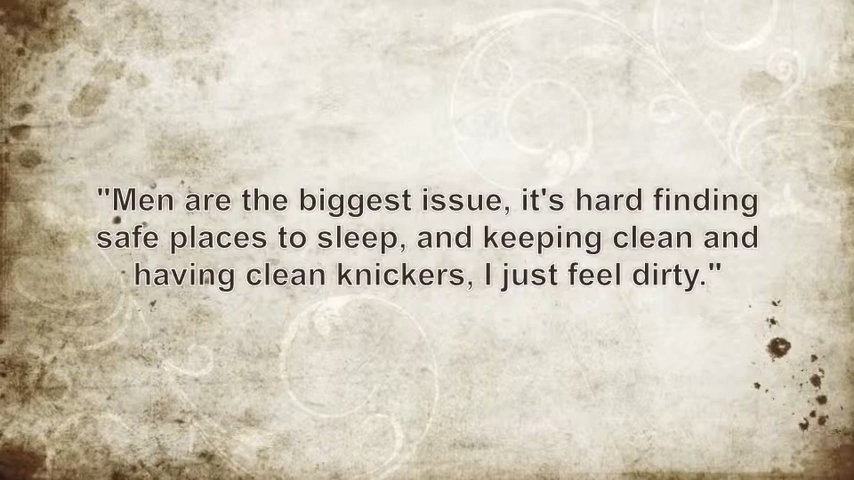 "Men are the biggest issue, it's hard finding
safe places to sleep, and keeping clean and
having clean knickers, I just feel dirty."